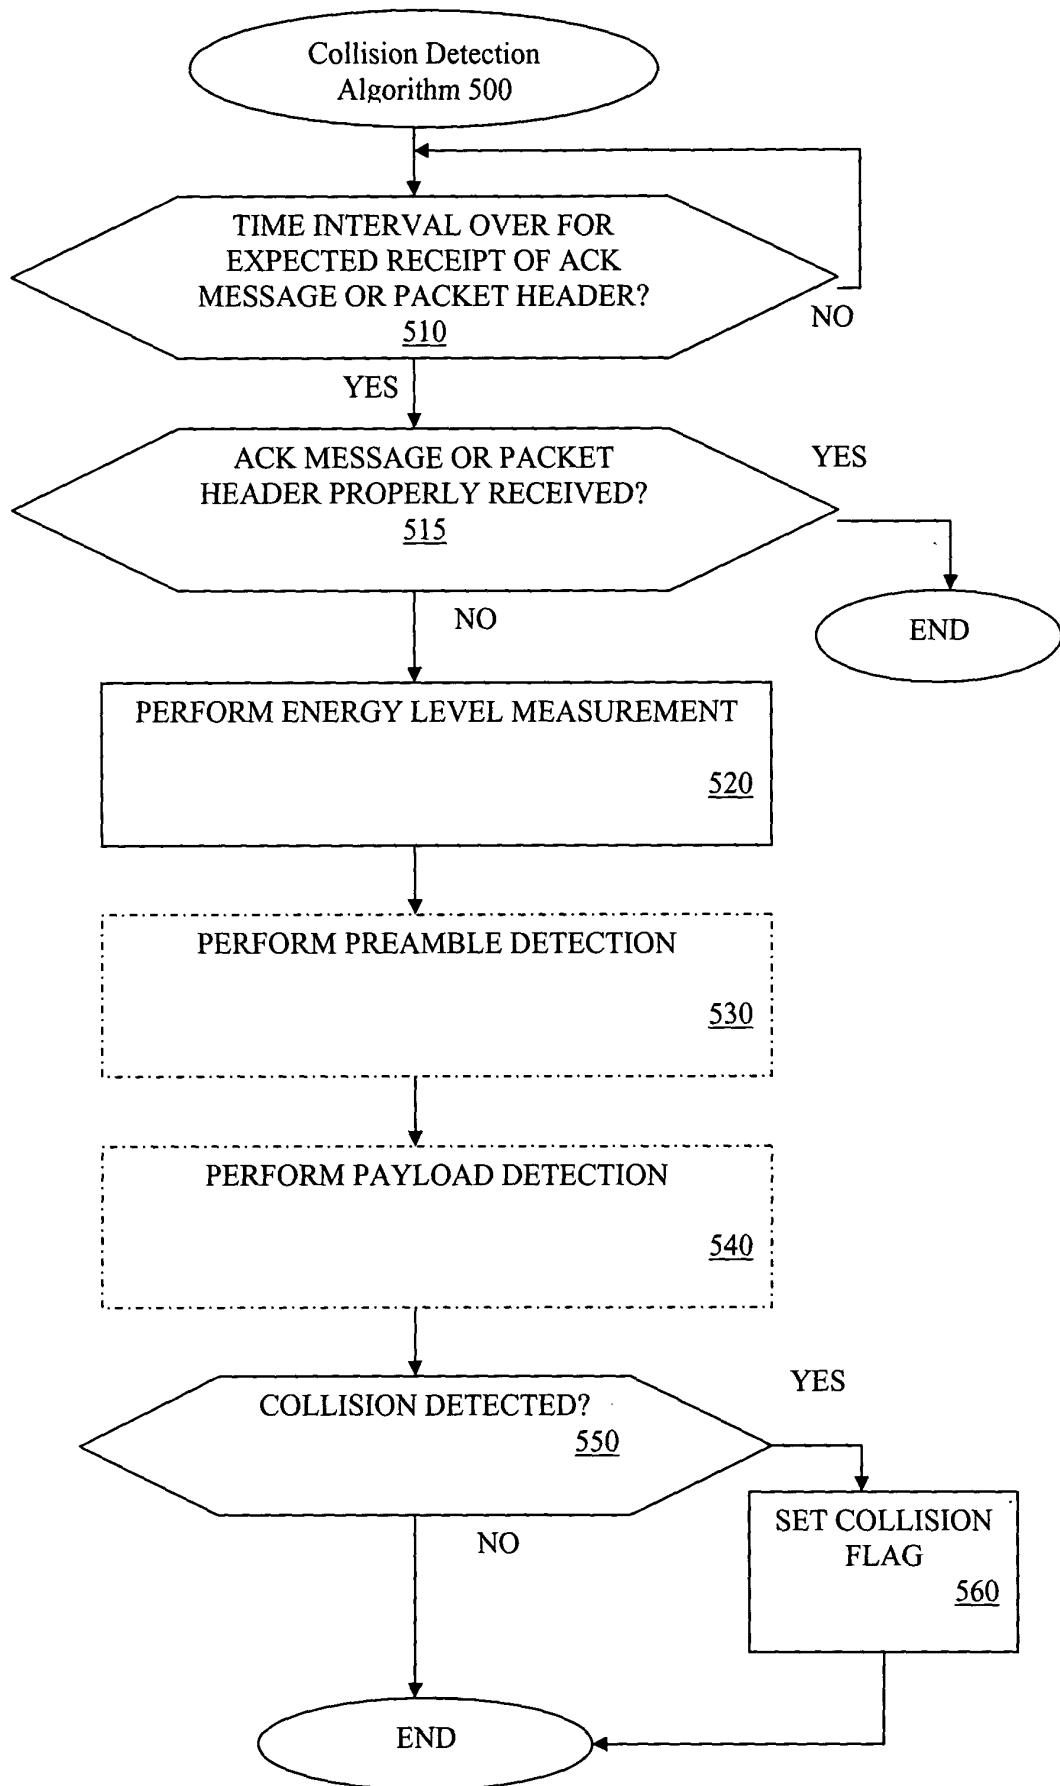 Collision Detection
Algorithm 500
TIME INTERVAL OVER FOR
EXPECTED RECEIPT OF ACK
MESSAGE OR PACKET HEADER?
510
NO
YES
ACK MESSAGE OR PACKET
HEADER PROPERLY RECEIVED?
515
YES
END
NO
PERFORM ENERGY LEVEL MEASUREMENT
520
PERFORM PREAMBLE DETECTION
530
PERFORM PAYLOAD DETECTION
540
COLLISION DETECTED?
550
YES
NO
SET COLLISION
FLAG
560
END